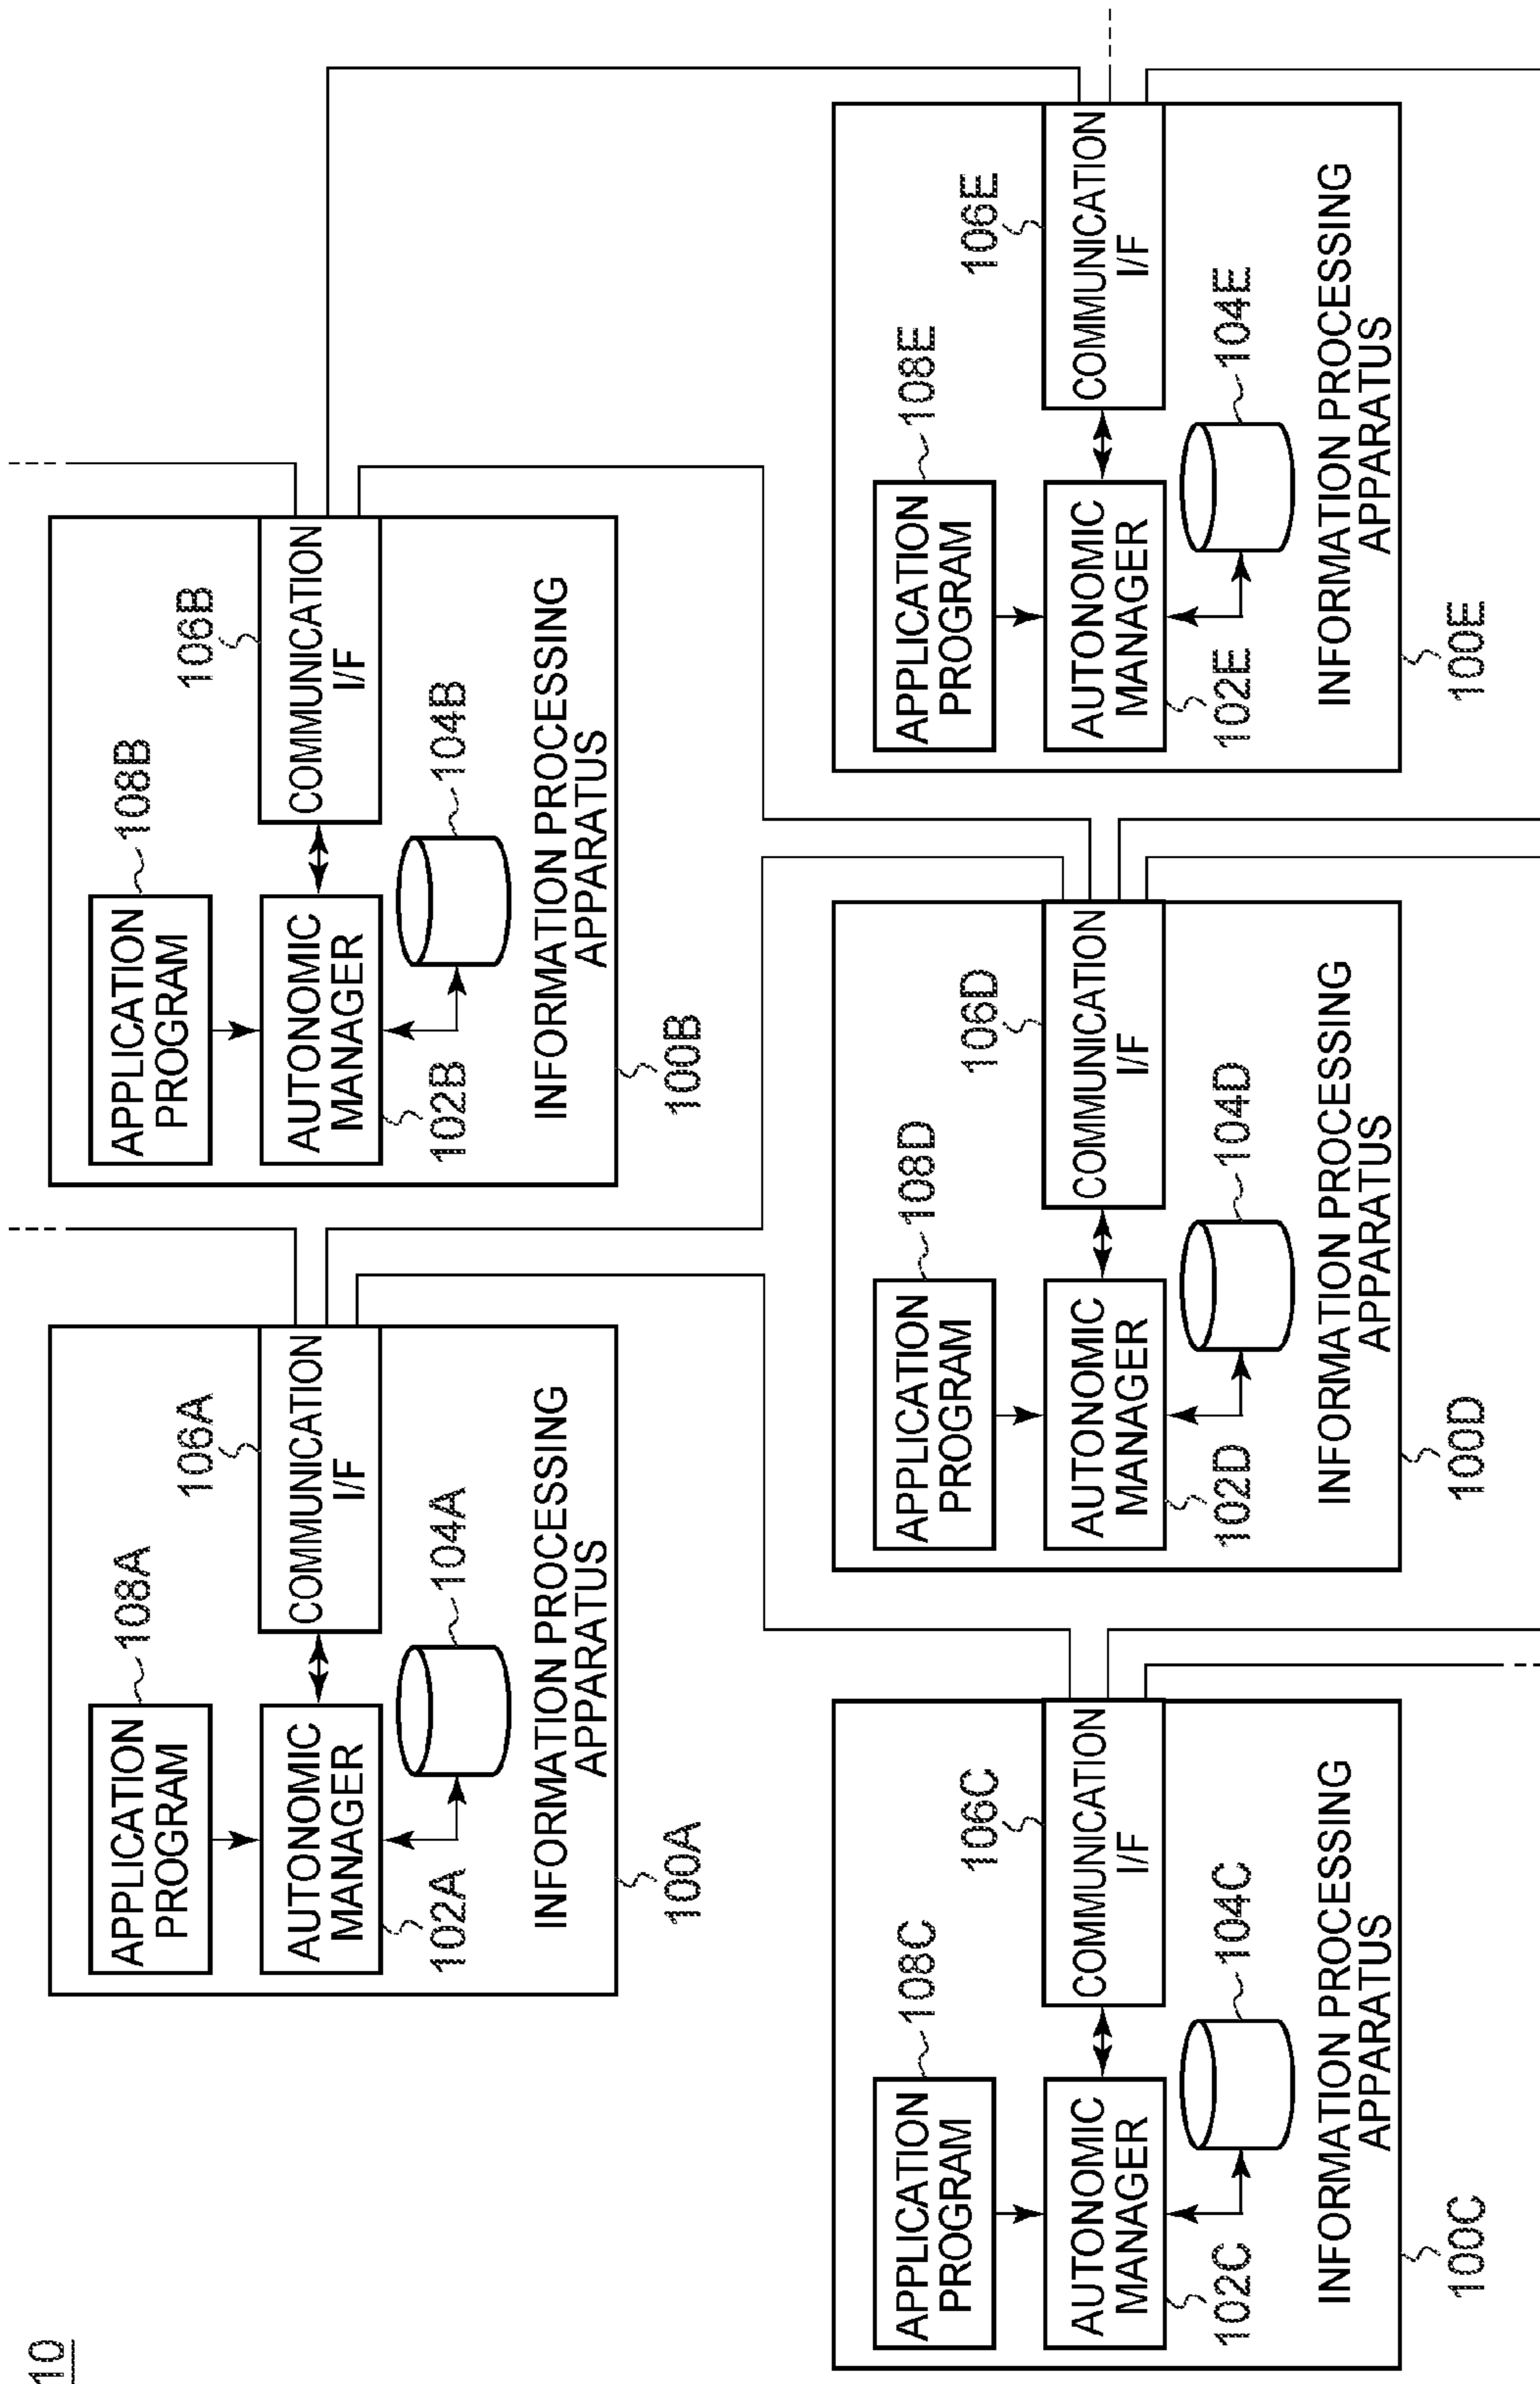 10
108A
APPLICATION
PROGRAM
106A
AUTONOMIC
MANAGER
COMMUNICATION
I/F
102A
104A
INFORMATION PROCESSING
APPARATUS
100A
108B
APPLICATION
PROGRAM
106B
AUTONOMIC
MANAGER
COMMUNICATION
I/F
102B
104B
INFORMATION PROCESSING
APPARATUS
100B
108C
APPLICATION
PROGRAM
106C
AUTONOMIC
MANAGER
COMMUNICATION
I/F
102C
104C
INFORMATION PROCESSING
APPARATUS
100C
108D
APPLICATION
PROGRAM
106D
AUTONOMIC
MANAGER
COMMUNICATION
I/F
102D
104D
INFORMATION PROCESSING
APPARATUS
100D
108E
APPLICATION
PROGRAM
106E
AUTONOMIC
MANAGER
COMMUNICATION
I/F
102E
104E
INFORMATION PROCESSING
APPARATUS
100E